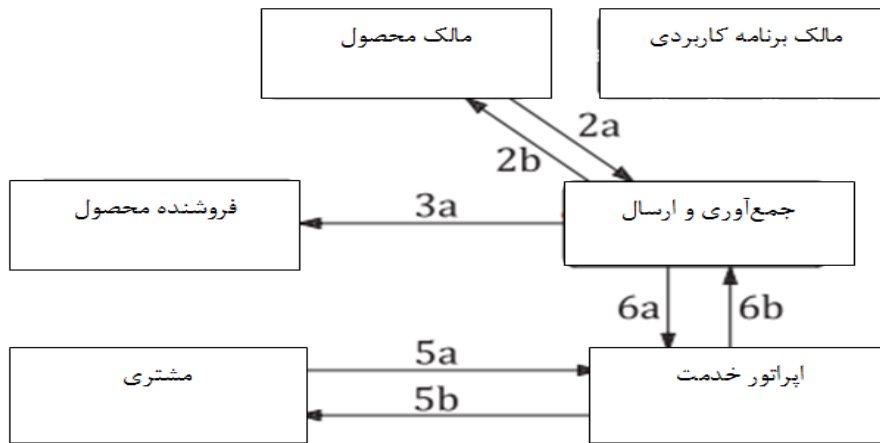 مالک محصول
مالک برنامه کاربردی
2a
2b
فروشنده محصول
3a
جمع‌آوری و ارسال
6a
6b
مشتری
5a
5b
اپراتور خدمت